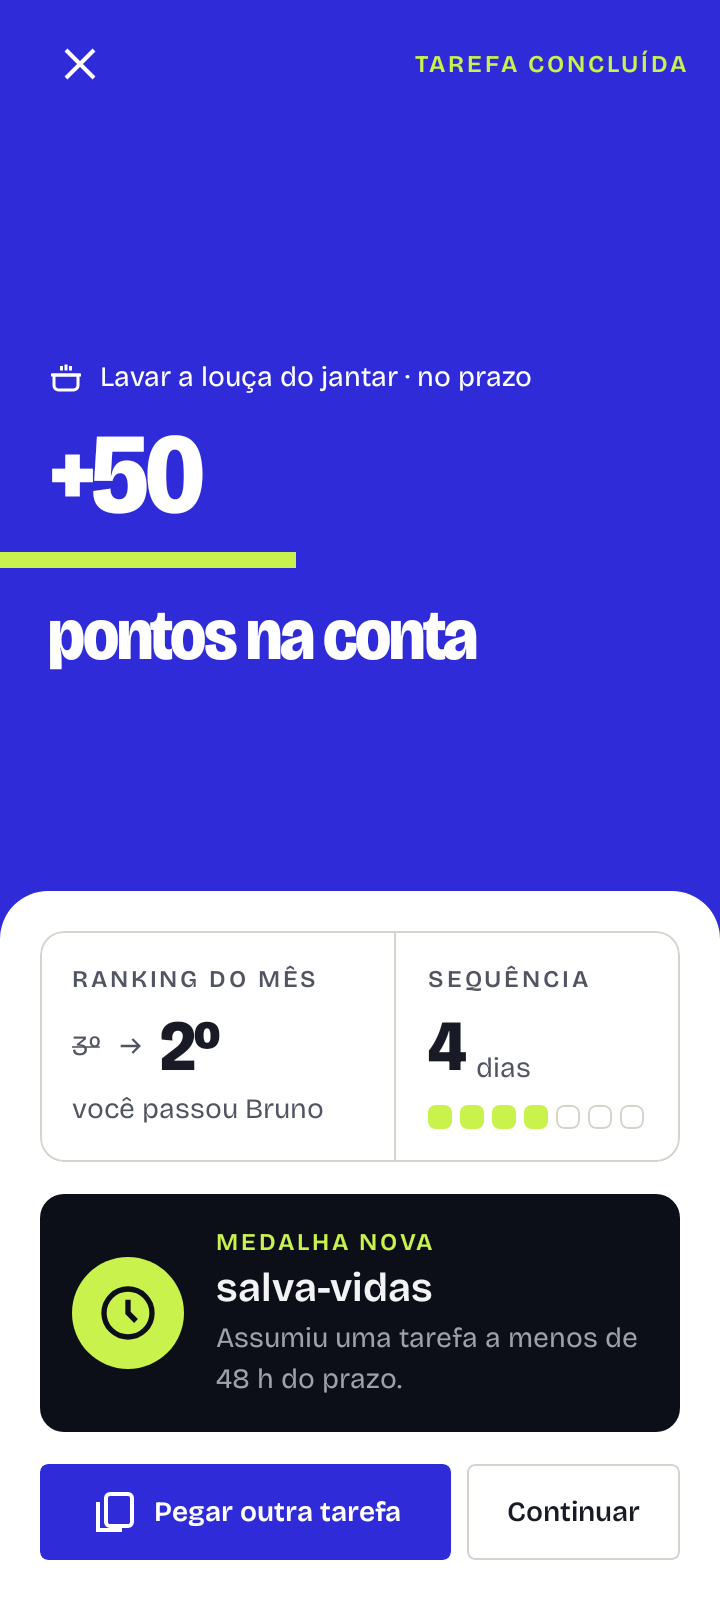 TAREFA CONCLUÍDA
Lavar a louça do jantar · no prazo
+50
pontos na conta
RANKING DO MÊS
3º → 2º
você passou Bruno
SEQUÊNCIA
4 dias
MEDALHA NOVA
salva-vidas
Assumiu uma tarefa a menos de
48 h do prazo.
Pegar outra tarefa
Continuar